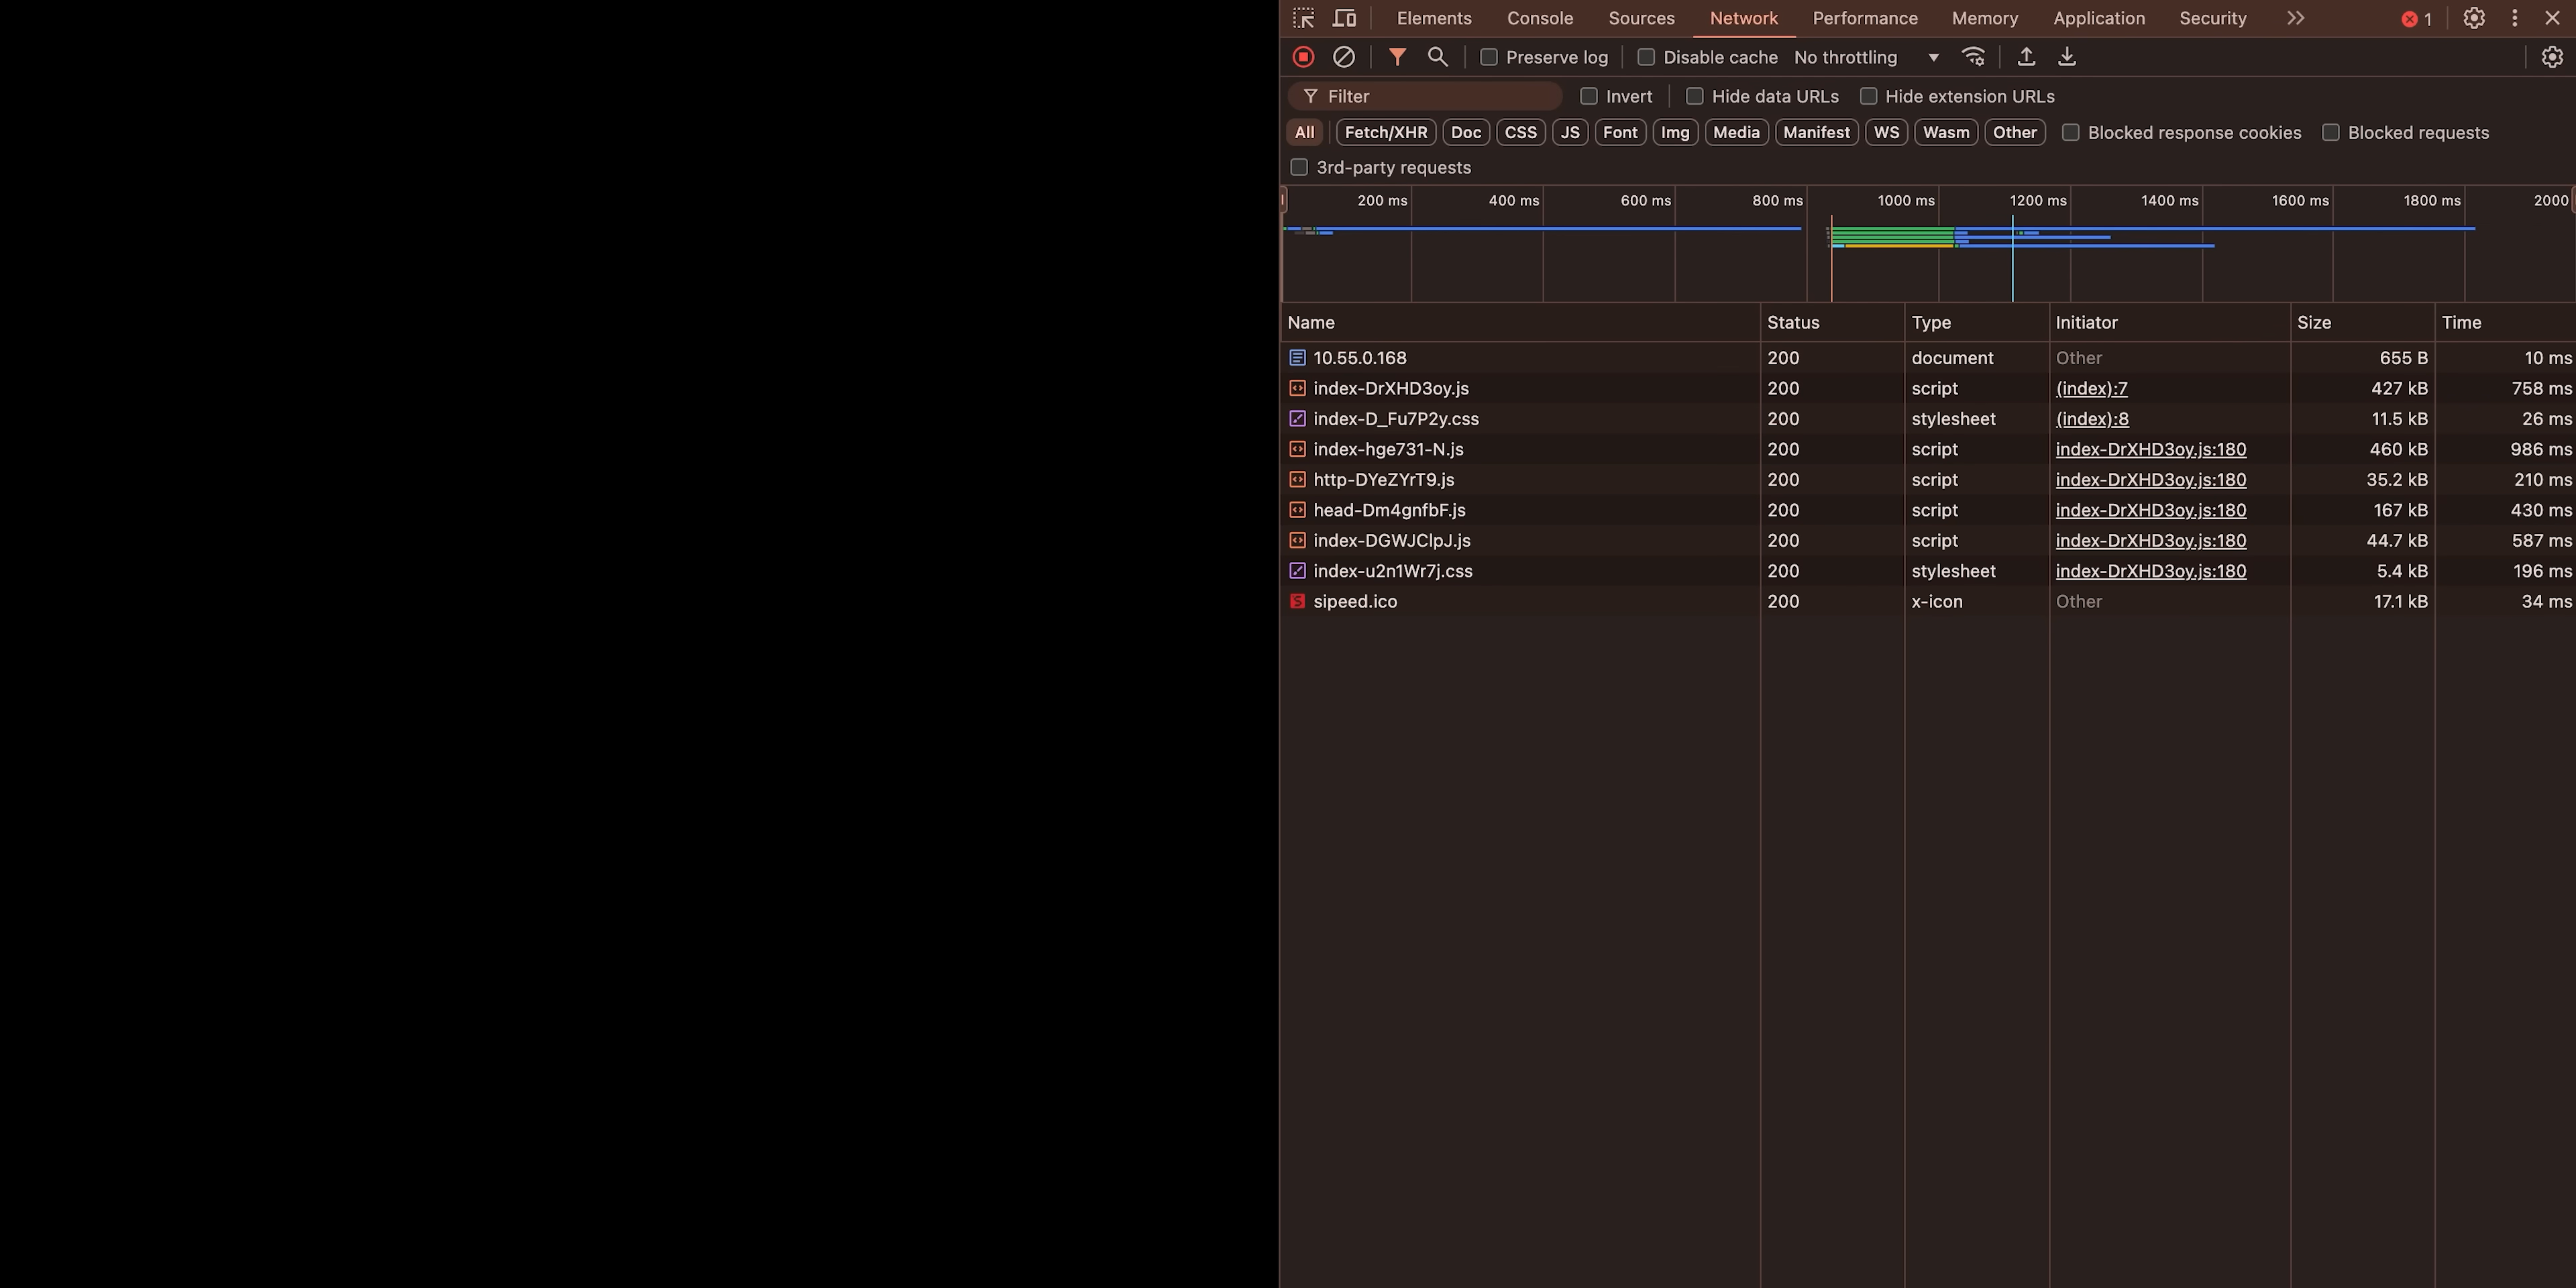 Elements Console Sources Network Performance Memory Application Security 1
Preserve log Disable cache No throttling
Filter Invert Hide data URLs Hide extension URLs
All Fetch/XHR Doc CSS JS Font Img Media Manifest WS Wasm Other Blocked response cookies Blocked requests
3rd-party requests
200 ms 400 ms 600 ms 800 ms 1000 ms 1200 ms 1400 ms 1600 ms 1800 ms 2000
Name Status Type Initiator Size Time
10.55.0.168 200 document Other 655 B 10 ms
index-DrXHD3oy.js 200 script (index):7 427 kB 758 ms
index-D_Fu7P2y.css 200 stylesheet (index):8 11.5 kB 26 ms
index-hge731-N.js 200 script index-DrXHD3oy.js:180 460 kB 986 ms
http-DYeZYrT9.js 200 script index-DrXHD3oy.js:180 35.2 kB 210 ms
head-Dm4gnfbF.js 200 script index-DrXHD3oy.js:180 167 kB 430 ms
index-DGWJClpJ.js 200 script index-DrXHD3oy.js:180 44.7 kB 587 ms
index-u2n1Wr7j.css 200 stylesheet index-DrXHD3oy.js:180 5.4 kB 196 ms
S sipeed.ico 200 x-icon Other 17.1 kB 34 ms